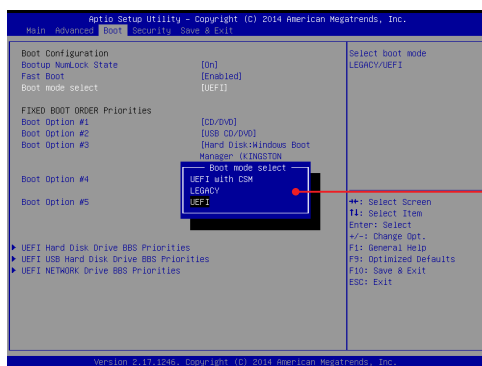 Aptio Setup Utility – Copyright (C) 2014 American Megatrends, Inc.
Main Advanced Boot Security Save & Exit
Boot Configuration
Bootup NumLock State [On]
Fast Boot [Enabled]
Boot mode select [UEFI]
FIXED BOOT ORDER Priorities
Boot Option #1 [CD/DVD]
Boot Option #2 [USB CD/DVD]
Boot Option #3 [Hard Disk:Windows Boot
Manager (KINGSTON
Boot Option #4
Boot Option #5
Boot mode select
UEFI with CSM
LEGACY
UEFI
UEFI Hard Disk Drive BBS Priorities
UEFI USB Hard Disk Drive BBS Priorities
UEFI NETWORK Drive BBS Priorities
Select boot mode
LEGACY/UEFI
→←: Select Screen
↑↓: Select Item
Enter: Select
+/-: Change Opt.
F1: General Help
F9: Optimized Defaults
F10: Save & Exit
ESC: Exit
Version 2.17.1246. Copyright (C) 2014 American Megatrends, Inc.